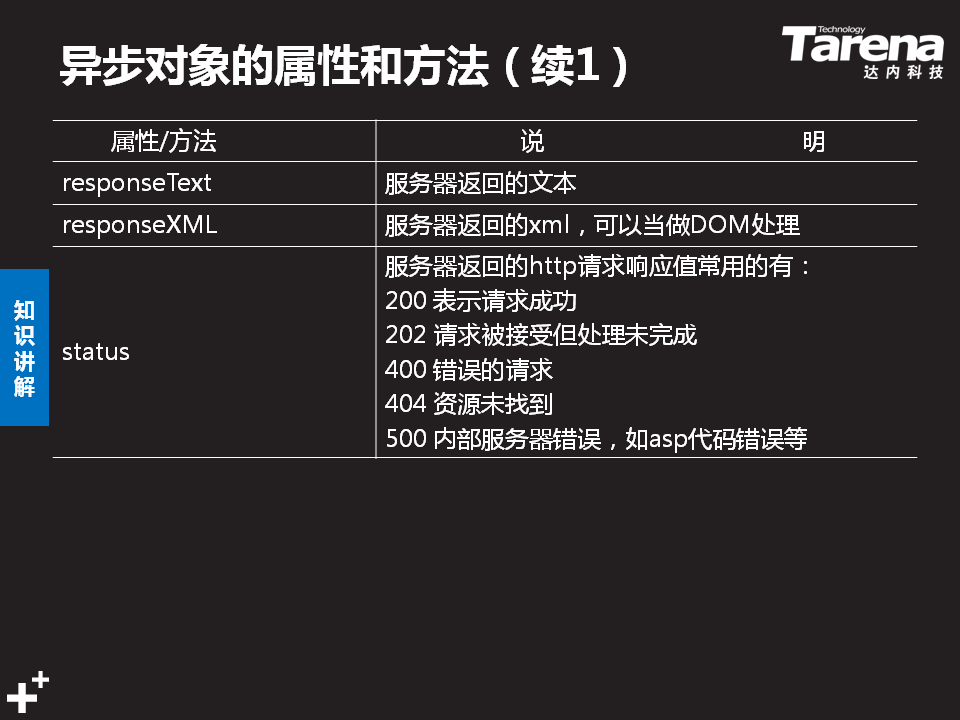 异步对象的属性和方法（续1）
Technology
Tarena
达内科技
属性/方法 说 明
responseText 服务器返回的文本
responseXML 服务器返回的xml，可以当做DOM处理
服务器返回的http请求响应值常用的有：
200 表示请求成功
202 请求被接受但处理未完成
status
400 错误的请求
404 资源未找到
500 内部服务器错误，如asp代码错误等
知
识
讲
解